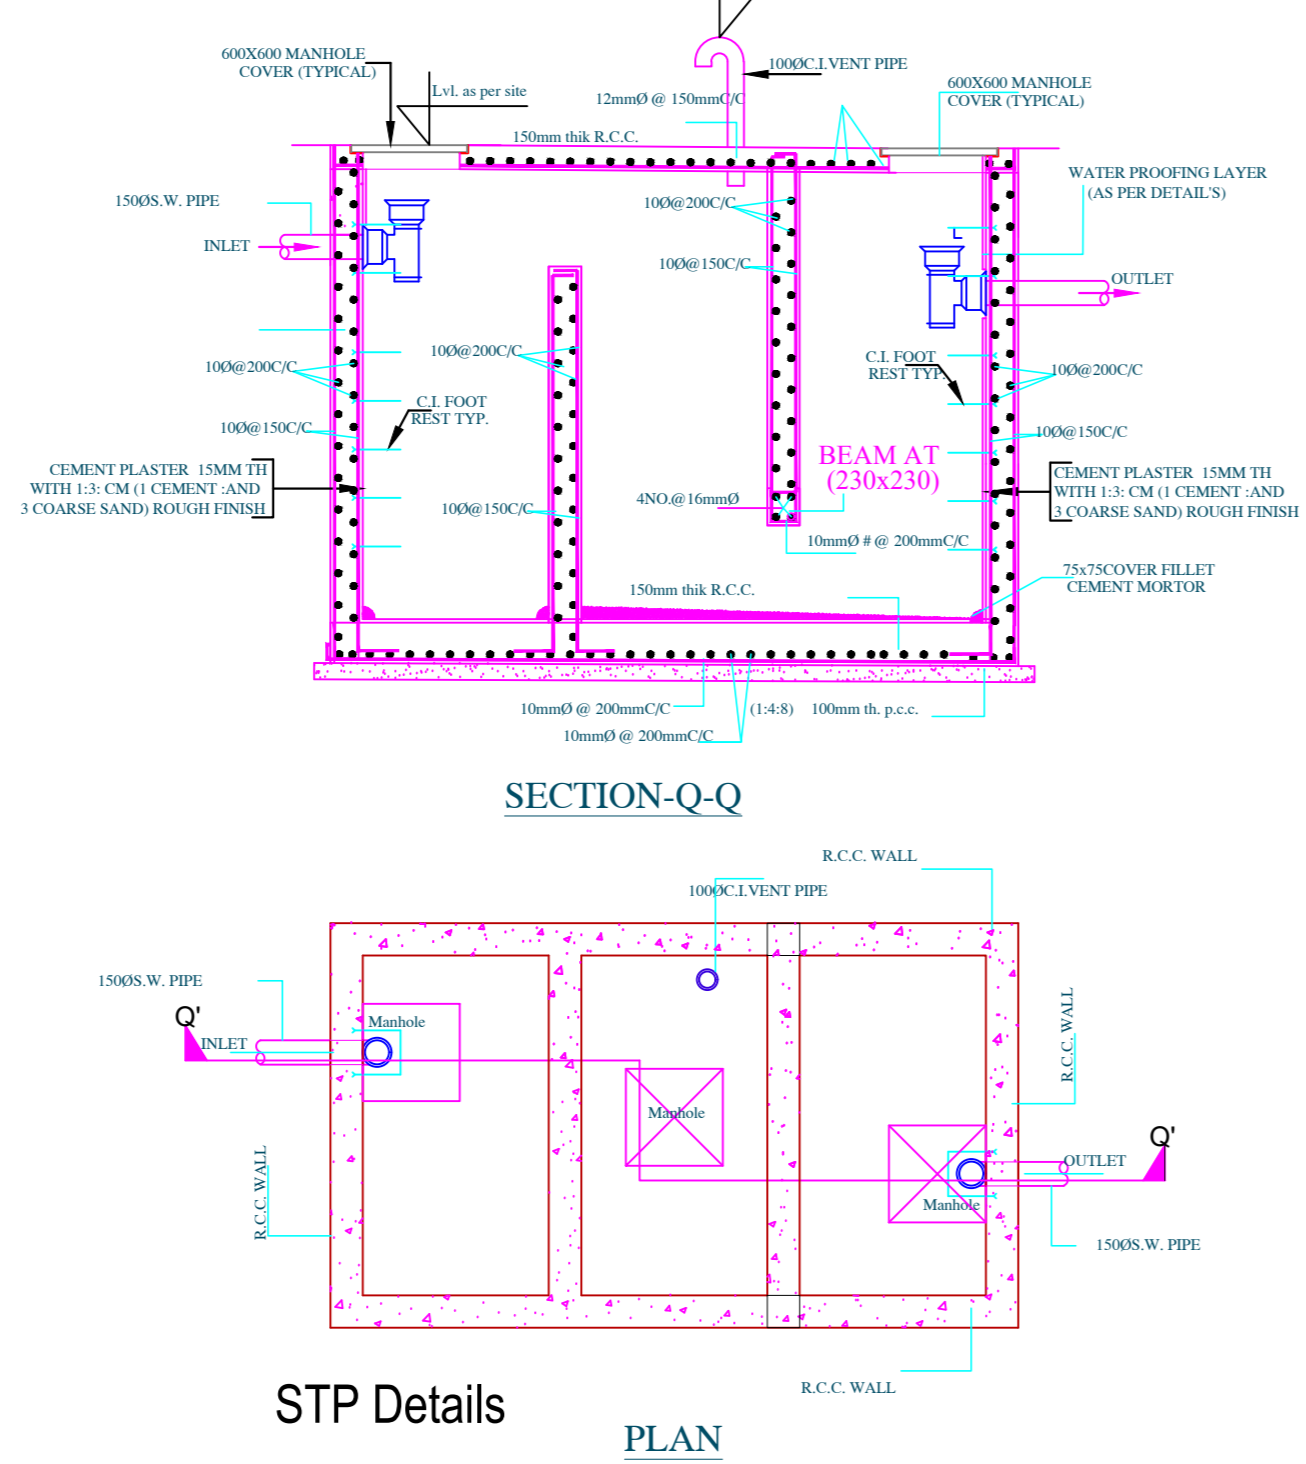 600X600 MANHOLE
COVER (TYPICAL)
100ØC.I.VENT PIPE
Lvl. as per site
12mmØ @ 150mmC/C
600X600 MANHOLE
COVER (TYPICAL)
150mm thik R.C.C.
WATER PROOFING LAYER
(AS PER DETAIL'S)
150ØS.W. PIPE
10Ø@200C/C
INLET
10Ø@150C/C
OUTLET
10Ø@200C/C
10Ø@200C/C
C.I. FOOT
REST TYP.
10Ø@200C/C
C.I. FOOT
REST TYP.
10Ø@150C/C
10Ø@150C/C
BEAM AT
(230x230)
CEMENT PLASTER 15MM TH
WITH 1:3: CM (1 CEMENT :AND
3 COARSE SAND) ROUGH FINISH
CEMENT PLASTER 15MM TH
WITH 1:3: CM (1 CEMENT :AND
3 COARSE SAND) ROUGH FINISH
4NO.@16mmØ
10Ø@150C/C
10mmØ # @ 200mmC/C
75x75COVER FILLET
CEMENT MORTOR
150mm thik R.C.C.
10mmØ @ 200mmC/C
(1:4:8) 100mm th. p.c.c.
10mmØ @ 200mmC/C
SECTION-Q-Q
R.C.C. WALL
100ØC.I.VENT PIPE
150ØS.W. PIPE
Q'
INLET
Manhole
R.C.C. WALL
Manhole
Q'
OUTLET
Manhole
R.C.C. WALL
150ØS.W. PIPE
R.C.C. WALL
STP Details
PLAN